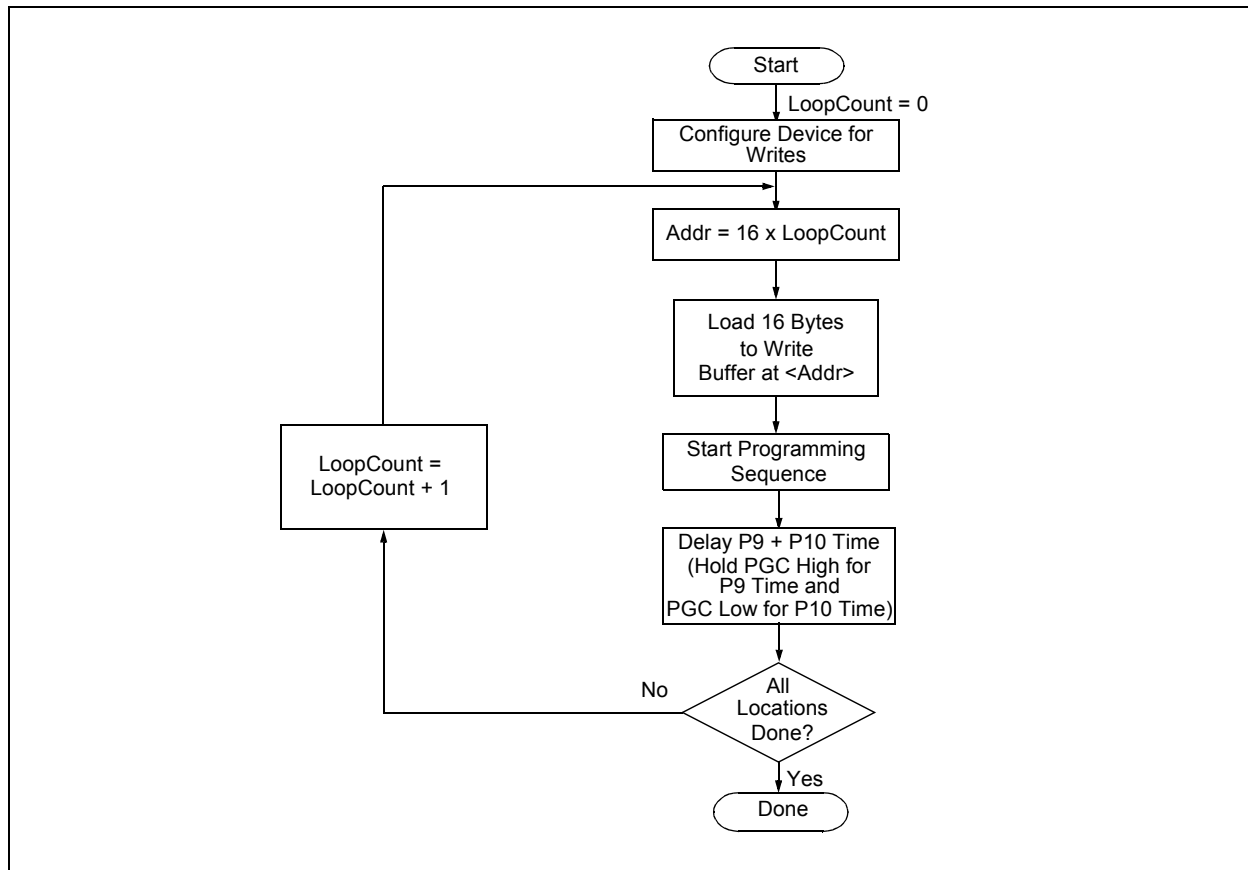 Start
LoopCount = 0
Configure Device for
Writes
Addr = 16 x LoopCount
Load 16 Bytes
to Write
Buffer at <Addr>
Start Programming
Sequence
LoopCount =
LoopCount + 1
Delay P9 + P10 Time
(Hold PGC High for
P9 Time and
PGC Low for P10 Time)
No
All
Locations
Done?
Yes
Done